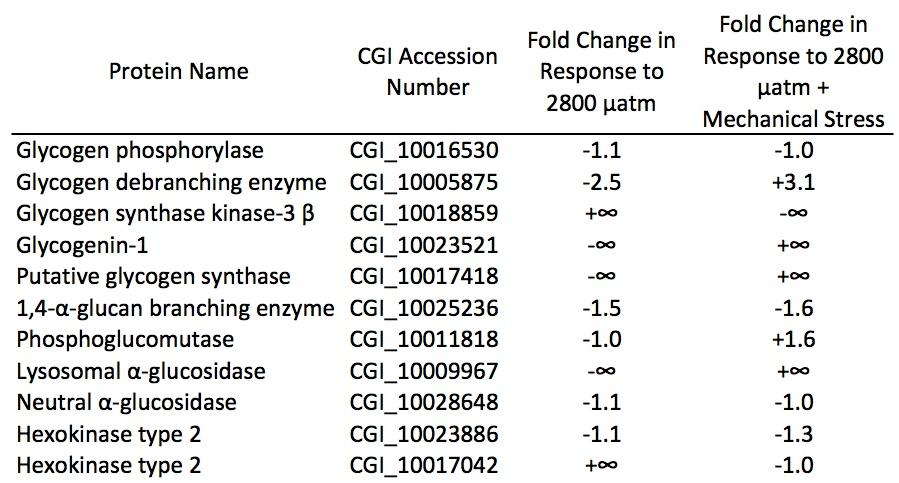 Protein Name CGI Accession Number Fold Change in Response to 2800 µatm Fold Change in Response to 2800 µatm + Mechanical Stress
Glycogen phosphorylase CGI_10016530 -1.1 -1.0
Glycogen debranching enzyme CGI_10005875 -2.5 +3.1
Glycogen synthase kinase-3 β CGI_10018859 +∞ -∞
Glycogenin-1 CGI_10023521 -∞ +∞
Putative glycogen synthase CGI_10017418 -∞ +∞
1,4-α-glucan branching enzyme CGI_10025236 -1.5 -1.6
Phosphoglucomutase CGI_10011818 -1.0 +1.6
Lysosomal α-glucosidase CGI_10009967 -∞ +∞
Neutral α-glucosidase CGI_10028648 -1.1 -1.0
Hexokinase type 2 CGI_10023886 -1.1 -1.3
Hexokinase type 2 CGI_10017042 +∞ -1.0